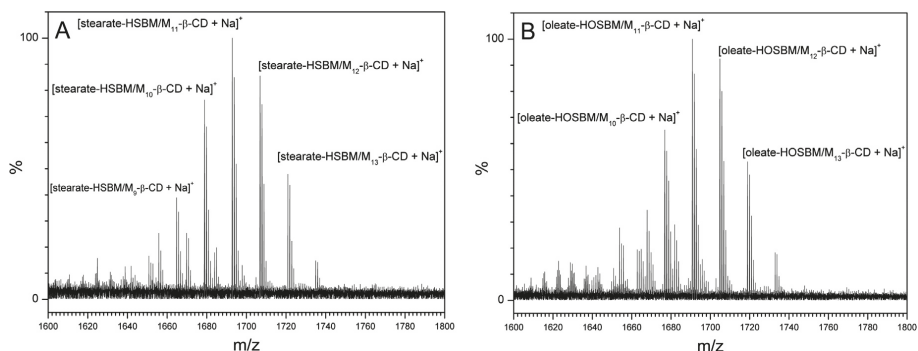 A
[stearate-HSBM/M₁₁-β-CD + Na]⁺
100
[stearate-HSBM/M₁₂-β-CD + Na]⁺
[stearate-HSBM/M₁₀-β-CD + Na]⁺
[stearate-HSBM/M₁₃-β-CD + Na]⁺
%
[stearate-HSBM/M₉-β-CD + Na]⁺
0
1600 1620 1640 1660 1680 1700 1720 1740 1760 1780 1800
m/z
B
[oleate-HOSBM/M₁₁-β-CD + Na]⁺
100
[oleate-HOSBM/M₁₂-β-CD + Na]⁺
[oleate-HOSBM/M₁₀-β-CD + Na]⁺
[oleate-HOSBM/M₁₃-β-CD + Na]⁺
%
0
1600 1620 1640 1660 1680 1700 1720 1740 1760 1780 1800
m/z